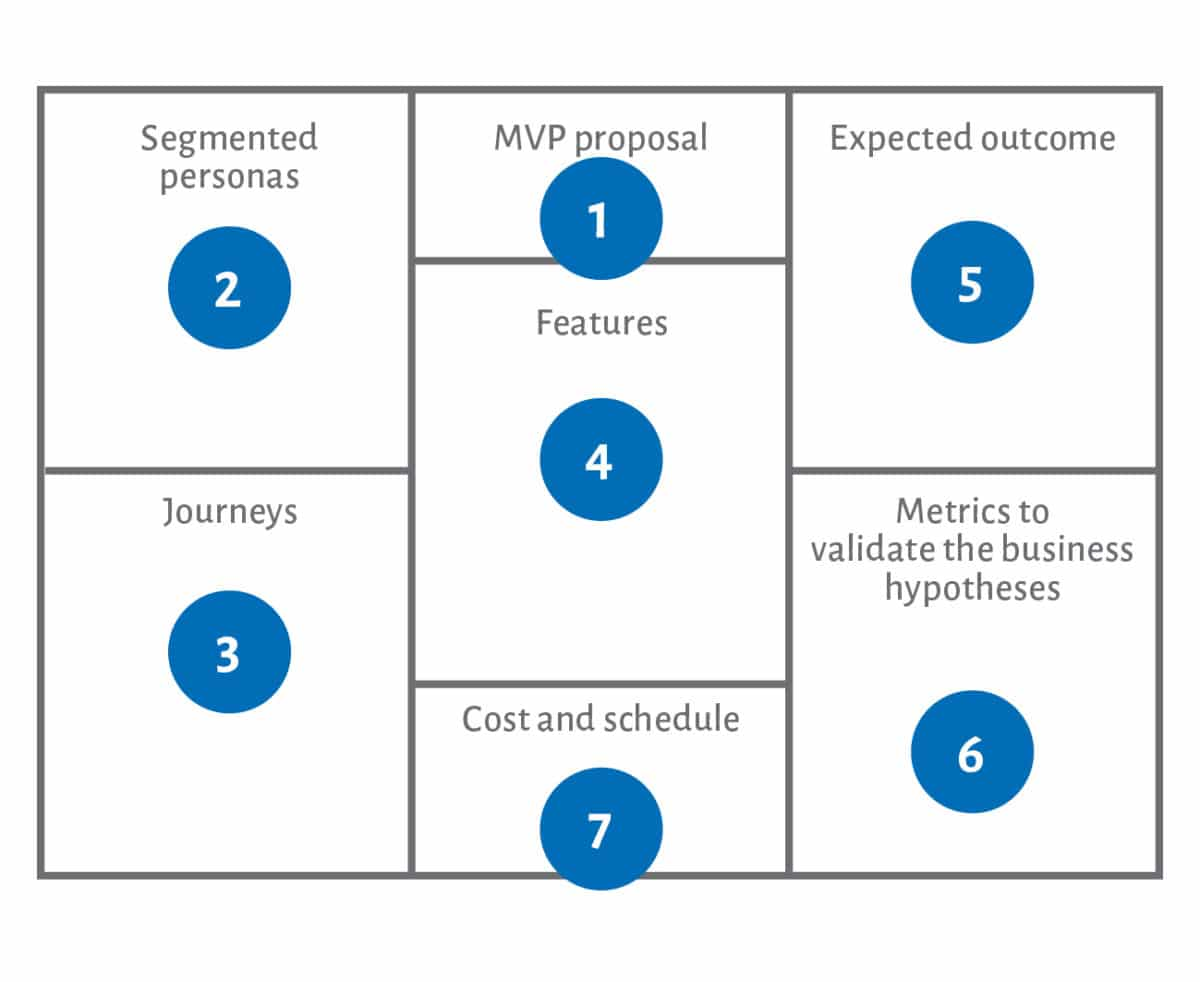 Segmented
personas
2
MVP proposal
1
Expected outcome
5
Features
4
Journeys
3
Metrics to
validate the business
hypotheses
6
Cost and schedule
7